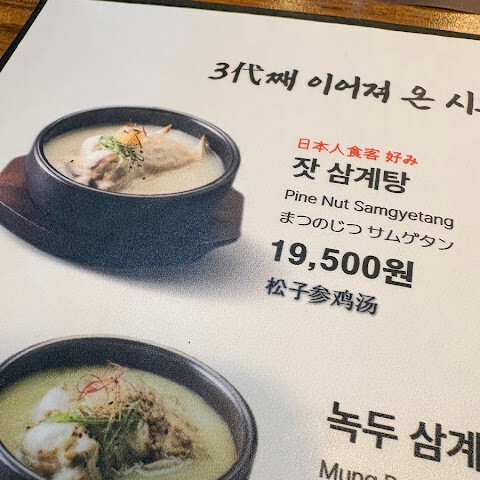 3代째 이어져 온
日本人食客 好み
잣 삼계탕
Pine Nut Samgyetang
まつのじつ サムゲタン
19,500원
松子参鸡汤
녹두 삼계
Mung